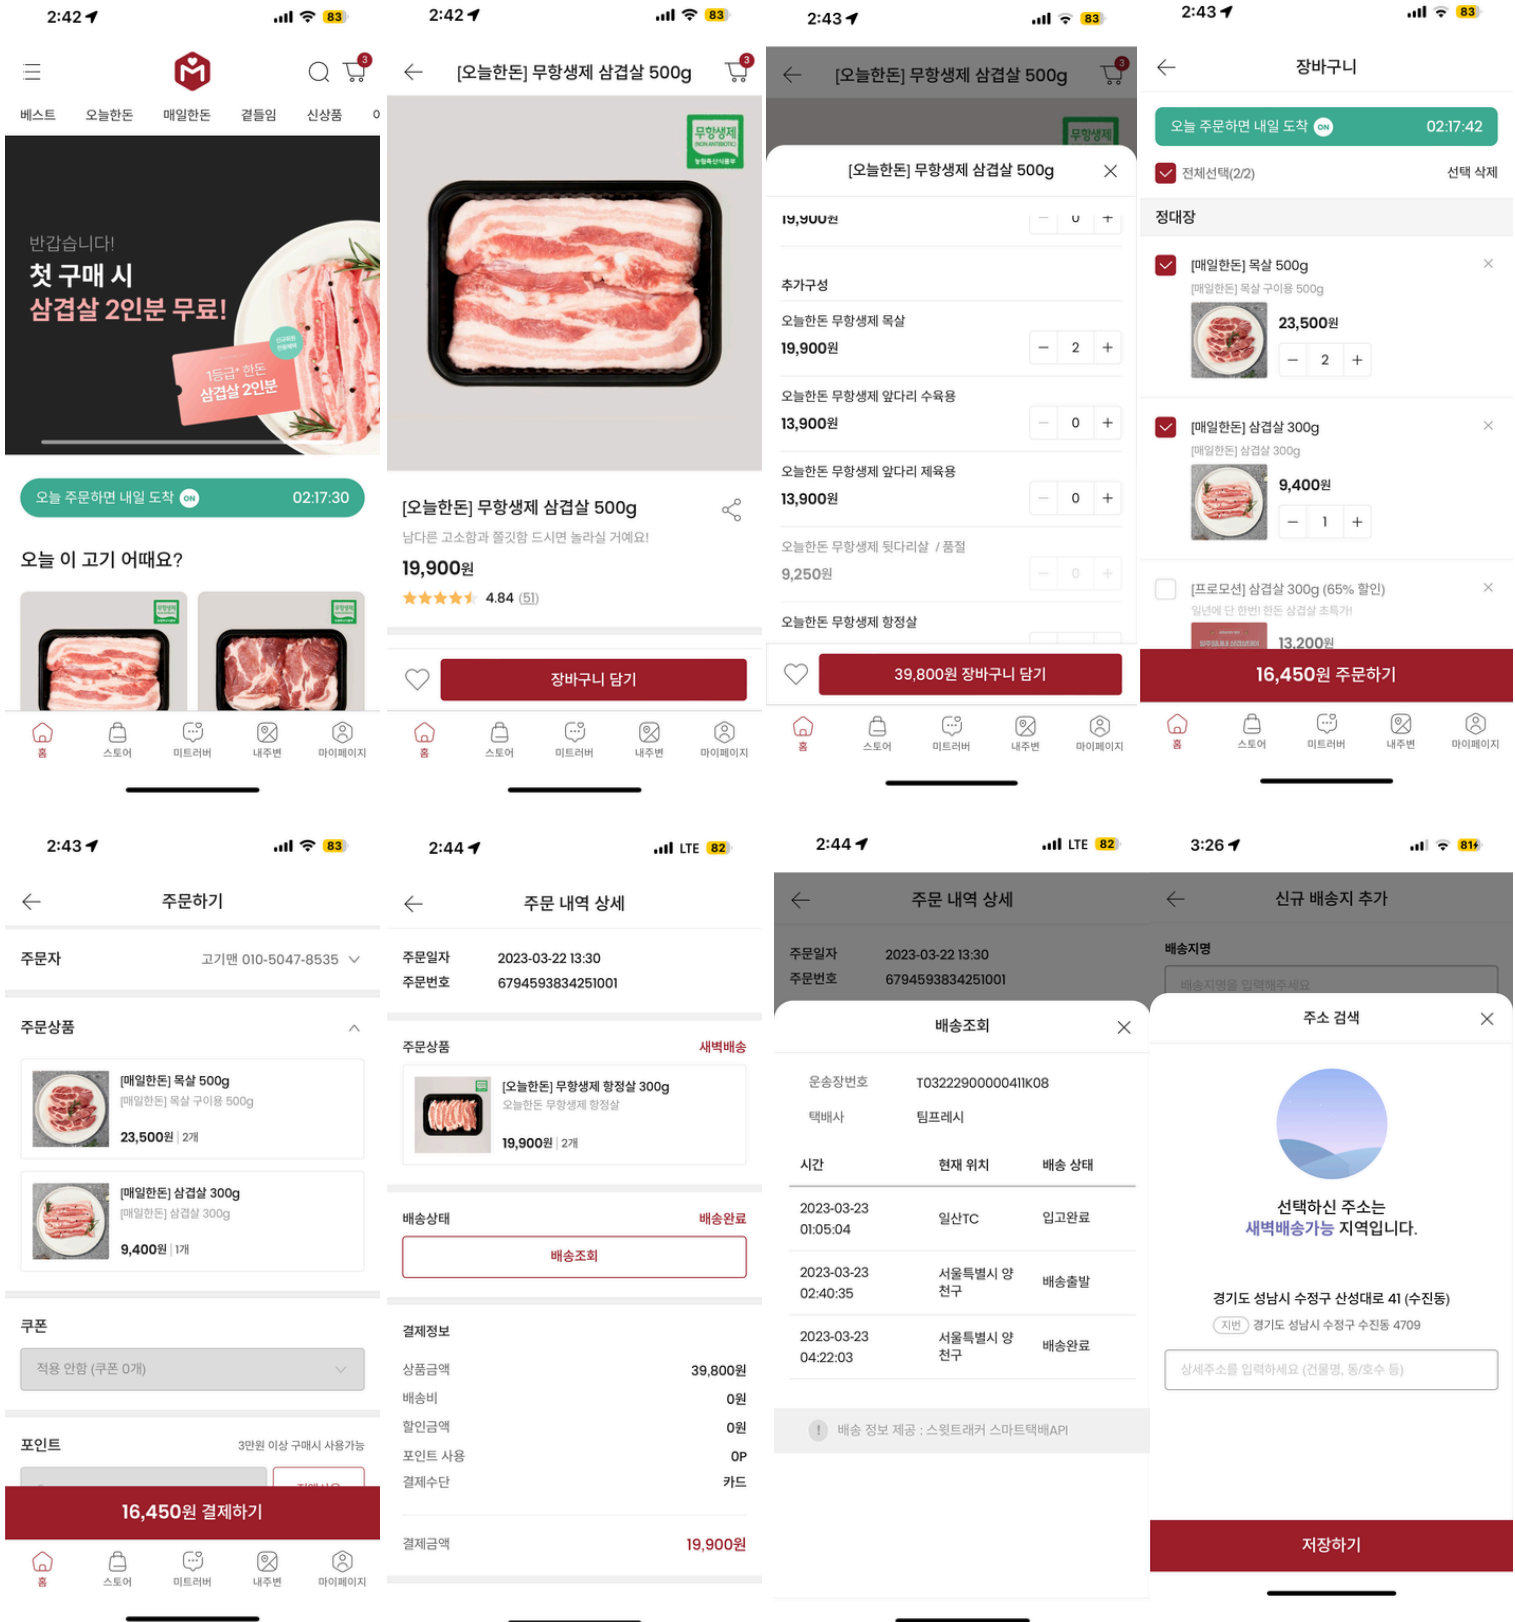 2:42
83
3
베스트 오늘한돈 매일한돈 곁들임 신상품
반갑습니다!
첫 구매 시
삼겹살 2인분 무료!
신규회원
1등급+ 한돈
삼겹살 2인분
오늘 주문하면 내일 도착 ON 02:17:30
오늘 이 고기 어때요?
무항생제
무항생제
홈 스토어 미트러버 내주변 마이페이지
2:42
83
[오늘한돈] 무항생제 삼겹살 500g
3
무항생제
(NON ANTIBIOTIC)
농림축산식품부
[오늘한돈] 무항생제 삼겹살 500g
남다른 고소함과 쫄깃함 드시면 놀라실 거예요!
19,900원
4.84 (51)
장바구니 담기
홈 스토어 미트러버 내주변 마이페이지
2:43
83
[오늘한돈] 무항생제 삼겹살 500g
3
무항생제
[오늘한돈] 무항생제 삼겹살 500g
19,900원 0
추가구성
오늘한돈 무항생제 목살
19,900원 2
오늘한돈 무항생제 앞다리 수육용
13,900원 0
오늘한돈 무항생제 앞다리 제육용
13,900원 0
오늘한돈 무항생제 뒷다리살 / 품절
9,250원 0
오늘한돈 무항생제 항정살
39,800원 장바구니 담기
홈 스토어 미트러버 내주변 마이페이지
2:43
83
장바구니
오늘 주문하면 내일 도착 ON 02:17:42
전체선택(2/2) 선택 삭제
정대장
[매일한돈] 목살 500g
[매일한돈] 목살 구이용 500g
23,500원
2
[매일한돈] 삼겹살 300g
[매일한돈] 삼겹살 300g
9,400원
1
[프로모션] 삼겹살 300g (65% 할인)
일년에 단 한번! 한돈 삼겹살 초특가!
13,200원
16,450원 주문하기
홈 스토어 미트러버 내주변 마이페이지
2:43
83
주문하기
주문자 고기맨 010-5047-8535
주문상품
[매일한돈] 목살 500g
[매일한돈] 목살 구이용 500g
23,500원 | 2개
[매일한돈] 삼겹살 300g
[매일한돈] 삼겹살 300g
9,400원 | 1개
쿠폰
적용 안함 (쿠폰 0개)
포인트 3만원 이상 구매시 사용가능
16,450원 결제하기
홈 스토어 미트러버 내주변 마이페이지
2:44
LTE 82
주문 내역 상세
주문일자 2023-03-22 13:30
주문번호 6794593834251001
주문상품 새벽배송
[오늘한돈] 무항생제 항정살 300g
오늘한돈 무항생제 항정살
19,900원 | 2개
배송상태 배송완료
배송조회
결제정보
상품금액 39,800원
배송비 0원
할인금액 0원
포인트 사용 0P
결제수단 카드
결제금액 19,900원
2:44
LTE 82
주문 내역 상세
주문일자 2023-03-22 13:30
주문번호 6794593834251001
배송조회
운송장번호 T03222900000411K08
택배사 팀프레시
시간 현재 위치 배송 상태
2023-03-23
01:05:04 일산TC 입고완료
2023-03-23 서울특별시 양
02:40:35 천구 배송출발
2023-03-23 서울특별시 양
04:22:03 천구 배송완료
! 배송 정보 제공 : 스윗트래커 스마트택배API
3:26
81
신규 배송지 추가
배송지명
배송지명을 입력해주세요
주소 검색
선택하신 주소는
새벽배송가능 지역입니다.
경기도 성남시 수정구 산성대로 41 (수진동)
지번 경기도 성남시 수정구 수진동 4709
상세주소를 입력하세요 (건물명, 동/호수 등)
저장하기